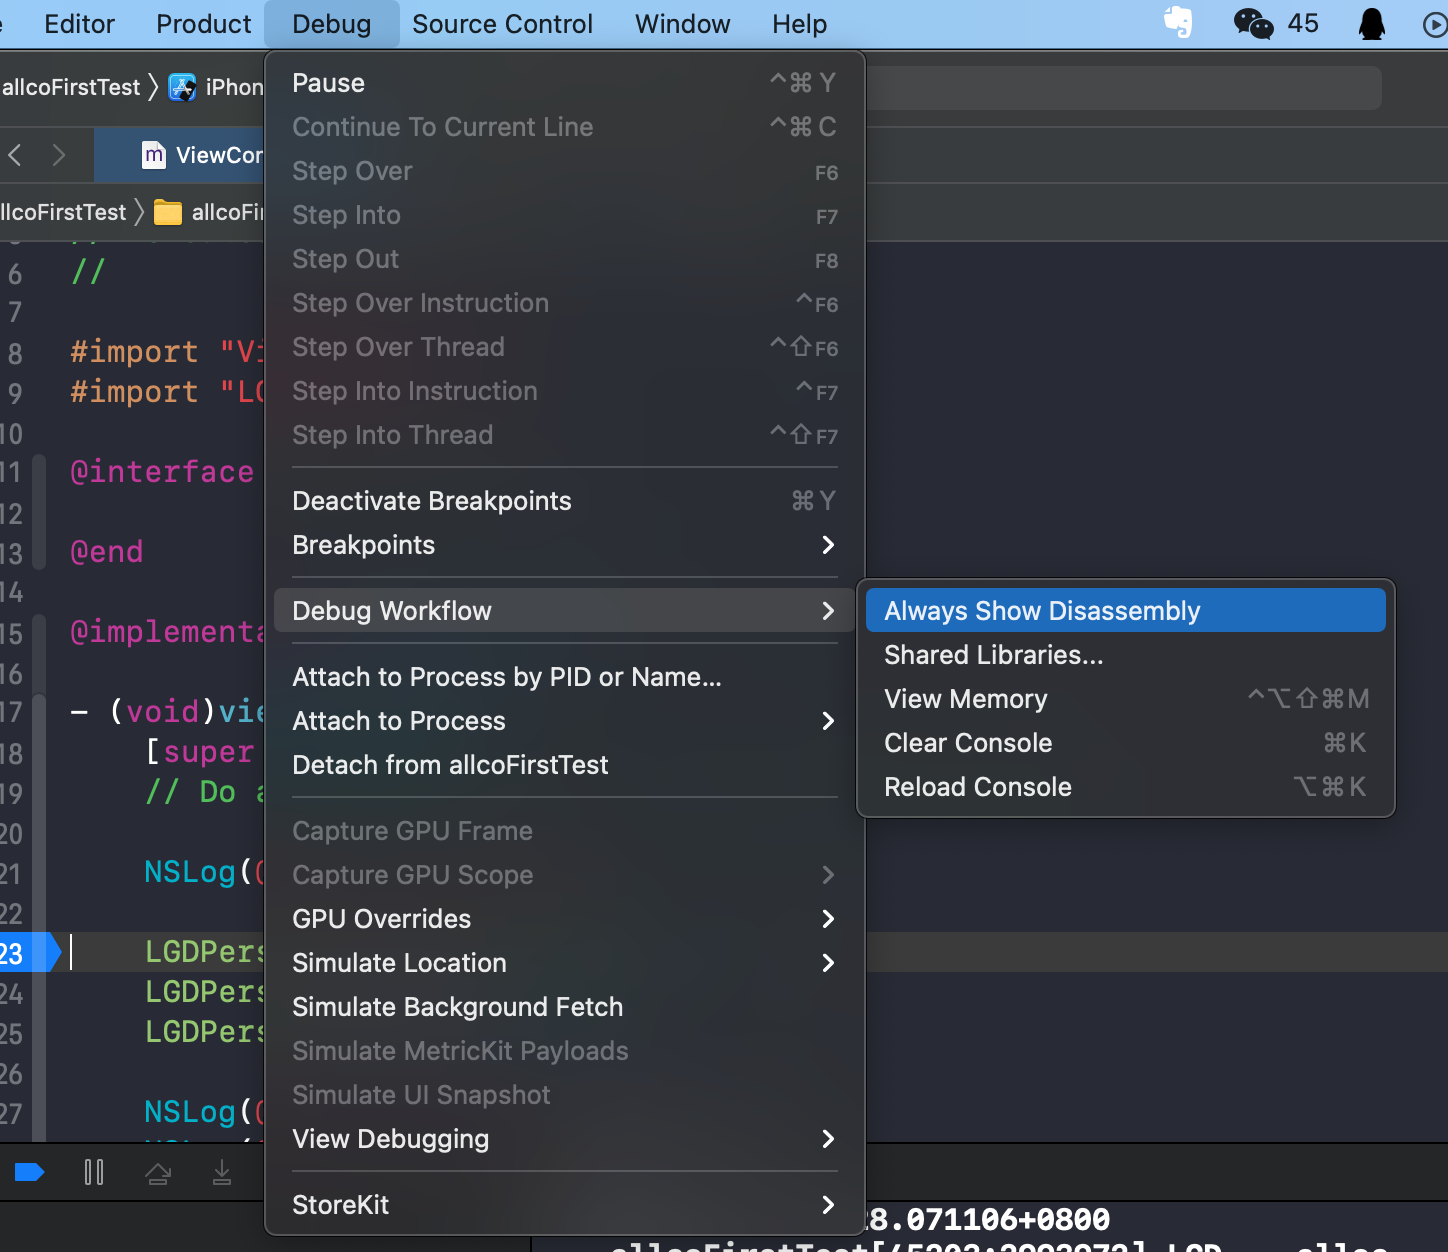 Editor Product Debug Source Control Window Help 45
allcoFirstTest iPhon
m ViewCor
llcoFirstTest allcoFi
Pause ^⌘Y
Continue To Current Line ^⌘C
Step Over F6
Step Into F7
Step Out F8
Step Over Instruction ^F6
Step Over Thread ^⇧F6
Step Into Instruction ^F7
Step Into Thread ^⇧F7
Deactivate Breakpoints ⌘Y
Breakpoints
Debug Workflow
Attach to Process by PID or Name...
Attach to Process
Detach from allcoFirstTest
Capture GPU Frame
Capture GPU Scope
GPU Overrides
Simulate Location
Simulate Background Fetch
Simulate MetricKit Payloads
Simulate UI Snapshot
View Debugging
StoreKit
Always Show Disassembly
Shared Libraries...
View Memory ^⌥⇧⌘M
Clear Console ⌘K
Reload Console ⌥⌘K
6 //
7
8 #import "Vi
9 #import "LG
10
11 @interface
12
13 @end
14
15 @implementa
16
17 - (void)vie
18 [super
19 // Do a
20
21 NSLog(
22
23 LGDPers
24 LGDPers
25 LGDPers
26
27 NSLog(
28.071106+0800